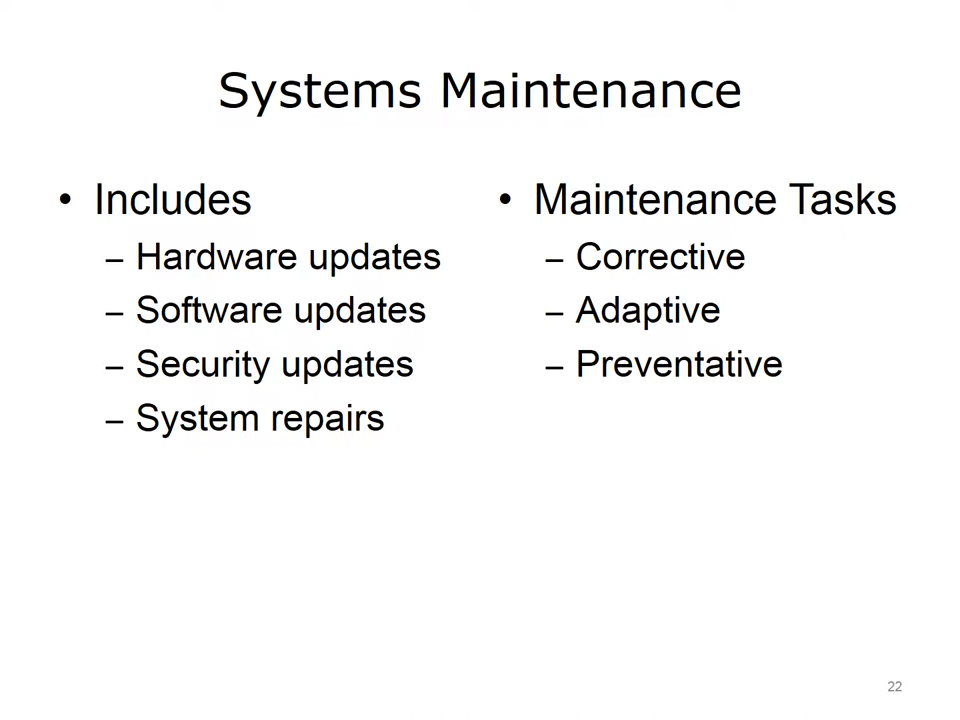 Systems Maintenance
• Includes
– Hardware updates
– Software updates
– Security updates
– System repairs
• Maintenance Tasks
– Corrective
– Adaptive
– Preventative
22